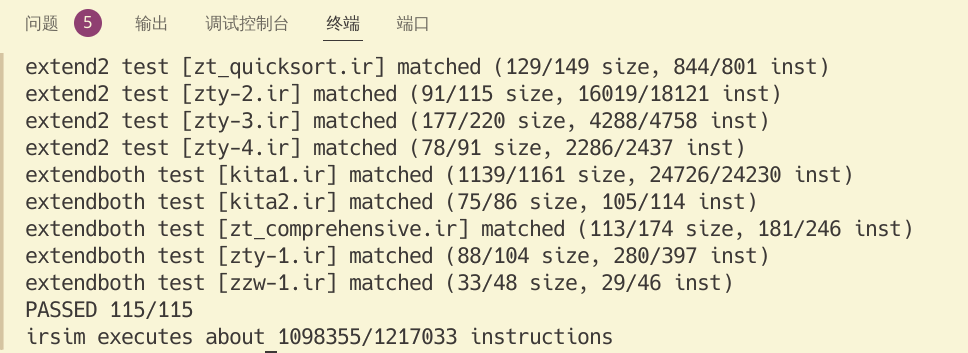 问题 5 输出 调试控制台 终端 端口
extend2 test [zt_quicksort.ir] matched (129/149 size, 844/801 inst)
extend2 test [zty-2.ir] matched (91/115 size, 16019/18121 inst)
extend2 test [zty-3.ir] matched (177/220 size, 4288/4758 inst)
extend2 test [zty-4.ir] matched (78/91 size, 2286/2437 inst)
extendboth test [kita1.ir] matched (1139/1161 size, 24726/24230 inst)
extendboth test [kita2.ir] matched (75/86 size, 105/114 inst)
extendboth test [zt_comprehensive.ir] matched (113/174 size, 181/246 inst)
extendboth test [zty-1.ir] matched (88/104 size, 280/397 inst)
extendboth test [zzw-1.ir] matched (33/48 size, 29/46 inst)
PASSED 115/115
irsim executes about 1098355/1217033 instructions